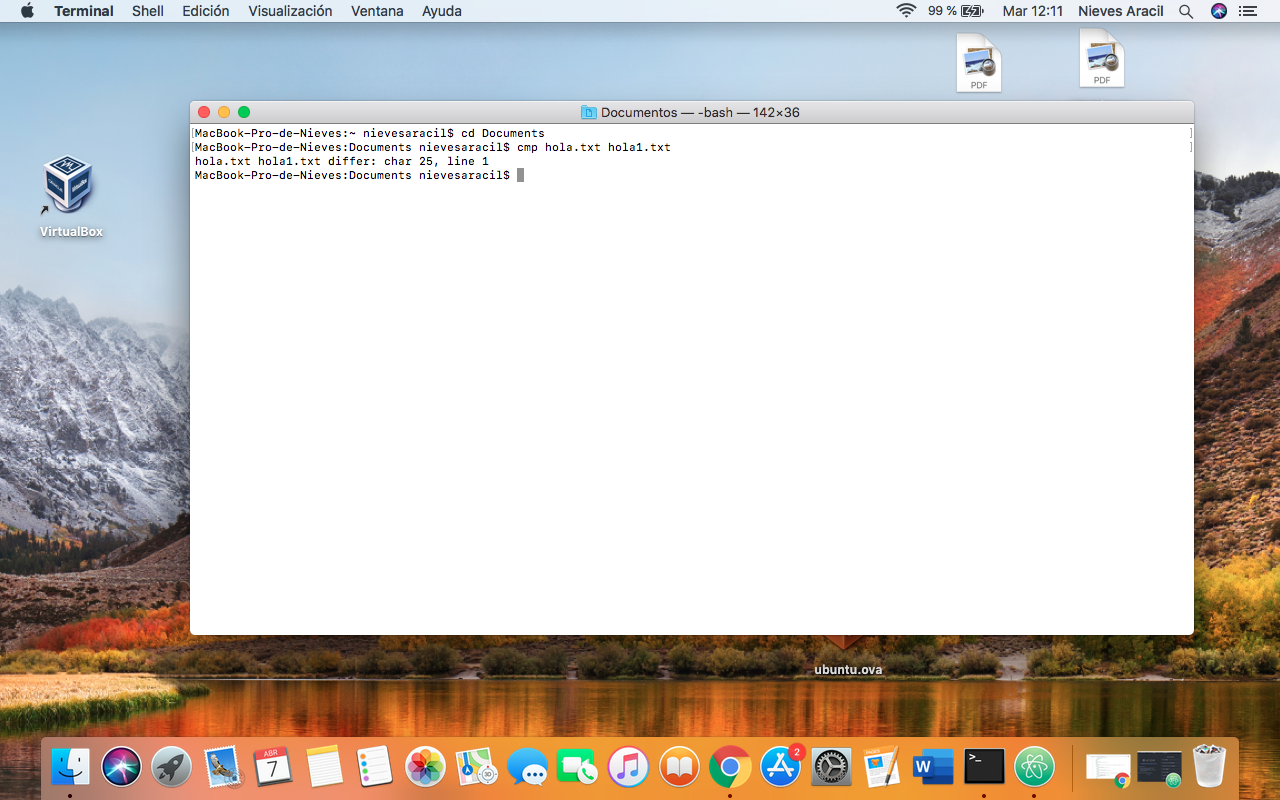 Terminal Shell Edición Visualización Ventana Ayuda 99 % Mar 12:11 Nieves Aracil
PDF PDF
Documentos — -bash — 142×36
[MacBook-Pro-de-Nieves:~ nievesaracil$ cd Documents ]
[MacBook-Pro-de-Nieves:Documents nievesaracil$ cmp hola.txt hola1.txt ]
hola.txt hola1.txt differ: char 25, line 1
MacBook-Pro-de-Nieves:Documents nievesaracil$
VirtualBox
ubuntu.ova
ABR
7
2
PAGES
W
>_